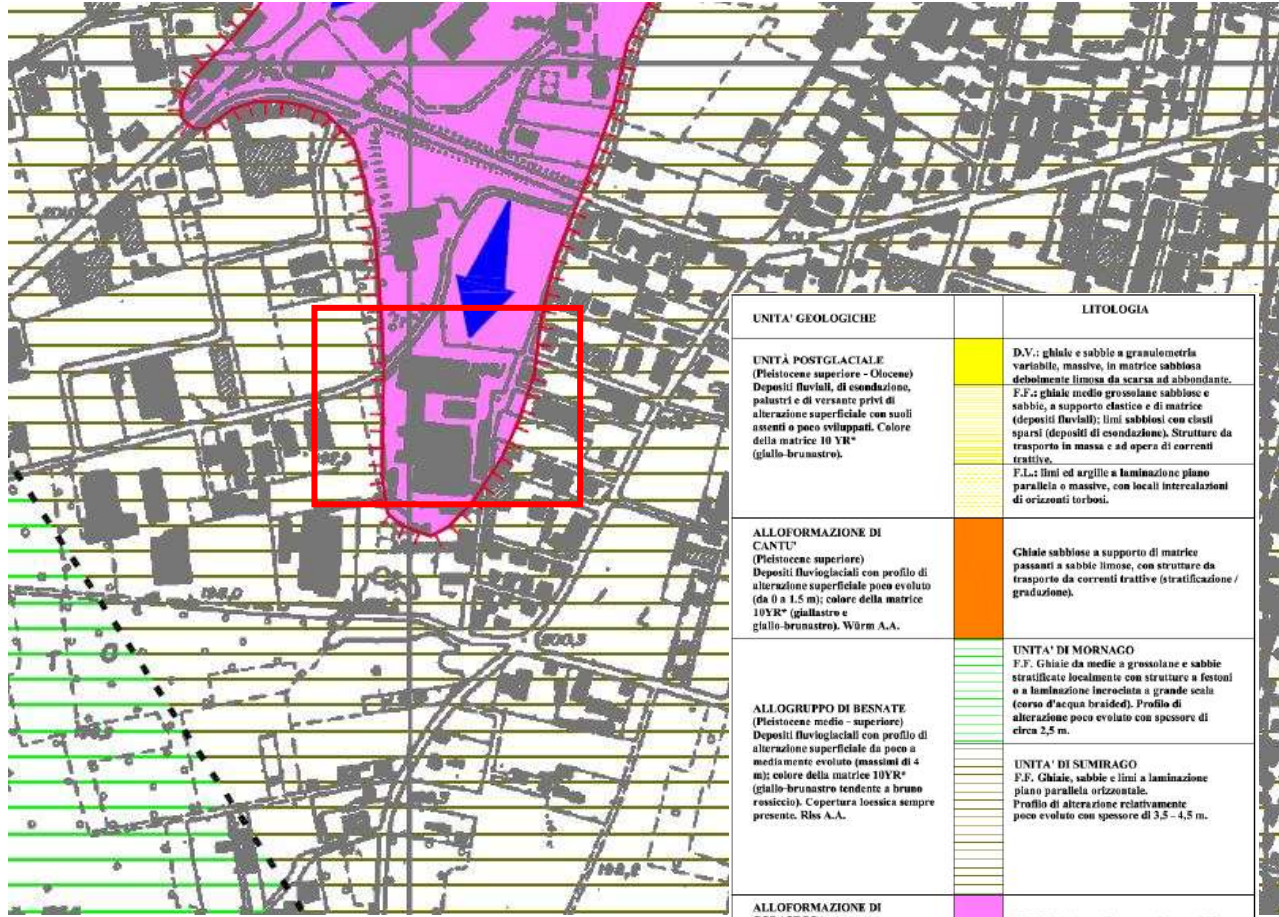 UNITA' GEOLOGICHE
LITOLOGIA
UNITÀ POSTGLACIALE
(Pleistocene superiore - Olocene)
Depositi fluviali, di esondazione,
palustri e di versante privi di
alterazione superficiale con suoli
assenti o poco sviluppati. Colore
della matrice 10 YR*
(giallo-brunastro).
D.V.: ghiaie e sabbie a granulometria
variabile, massive, in matrice sabbiosa
debolmente limosa da scarsa ad abbondante.
F.F.: ghiaie medio grossolane sabbiose e
sabbie, a supporto clastico e di matrice
(depositi fluviali); limi sabbiosi con clasti
sparsi (depositi di esondazione). Strutture da
trasporto in massa e ad opera di correnti
trattive.
F.L.: limi ed argille a laminazione piano
parallela o massive, con locali intercalazioni
di orizzonti torbosi.
ALLOFORMAZIONE DI
CANTU'
(Pleistocene superiore)
Depositi fluvioglaciali con profilo di
alterazione superficiale poco evoluto
(da 0 a 1.5 m); colore della matrice
10YR* (giallastro e
giallo-brunastro). Würm A.A.
Ghiaie sabbiose a supporto di matrice
passanti a sabbie limose, con strutture da
trasporto da correnti trattive (stratificazione /
gradazione).
ALLOGRUPPO DI BESNATE
(Pleistocene medio - superiore)
Depositi fluvioglaciali con profilo di
alterazione superficiale da poco a
mediamente evoluto (massimi di 4
m); colore della matrice 10YR*
(giallo-brunastro tendente a bruno
rossiccio). Copertura loessica sempre
presente. Riss A.A.
UNITA' DI MORNAGO
F.F. Ghiaie da medie a grossolane e sabbie
stratificate localmente con strutture a festoni
o a laminazione incrociata a grande scala
(corso d'acqua braided). Profilo di
alterazione poco evoluto con spessore di
circa 2,5 m.
UNITA' DI SUMIRAGO
F.F. Ghiaie, sabbie e limi a laminazione
piano parallela orizzontale.
Profilo di alterazione relativamente
poco evoluto con spessore di 3,5 – 4,5 m.
ALLOFORMAZIONE DI
198,0
200,3
T O